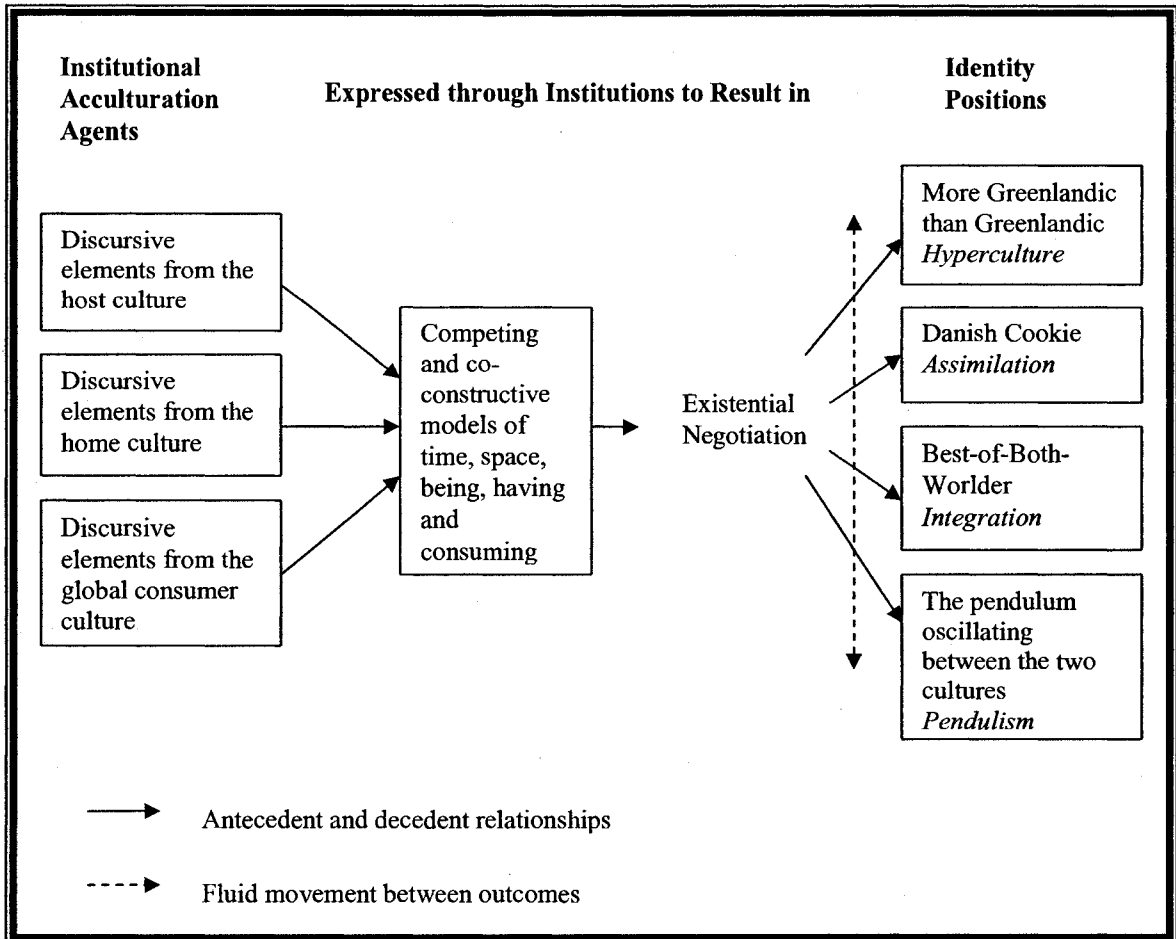 Institutional
Acculturation
Agents
Expressed through Institutions to Result in
Identity
Positions
Discursive
elements from the
host culture
Discursive
elements from the
home culture
Discursive
elements from the
global consumer
culture
Competing
and co-
constructive
models of
time, space,
being, having
and
consuming
Existential
Negotiation
More Greenlandic
than Greenlandic
Hyperculture
Danish Cookie
Assimilation
Best-of-Both-
Worlder
Integration
The pendulum
oscillating
between the two
cultures
Pendulism
Antecedent and decedent relationships
Fluid movement between outcomes